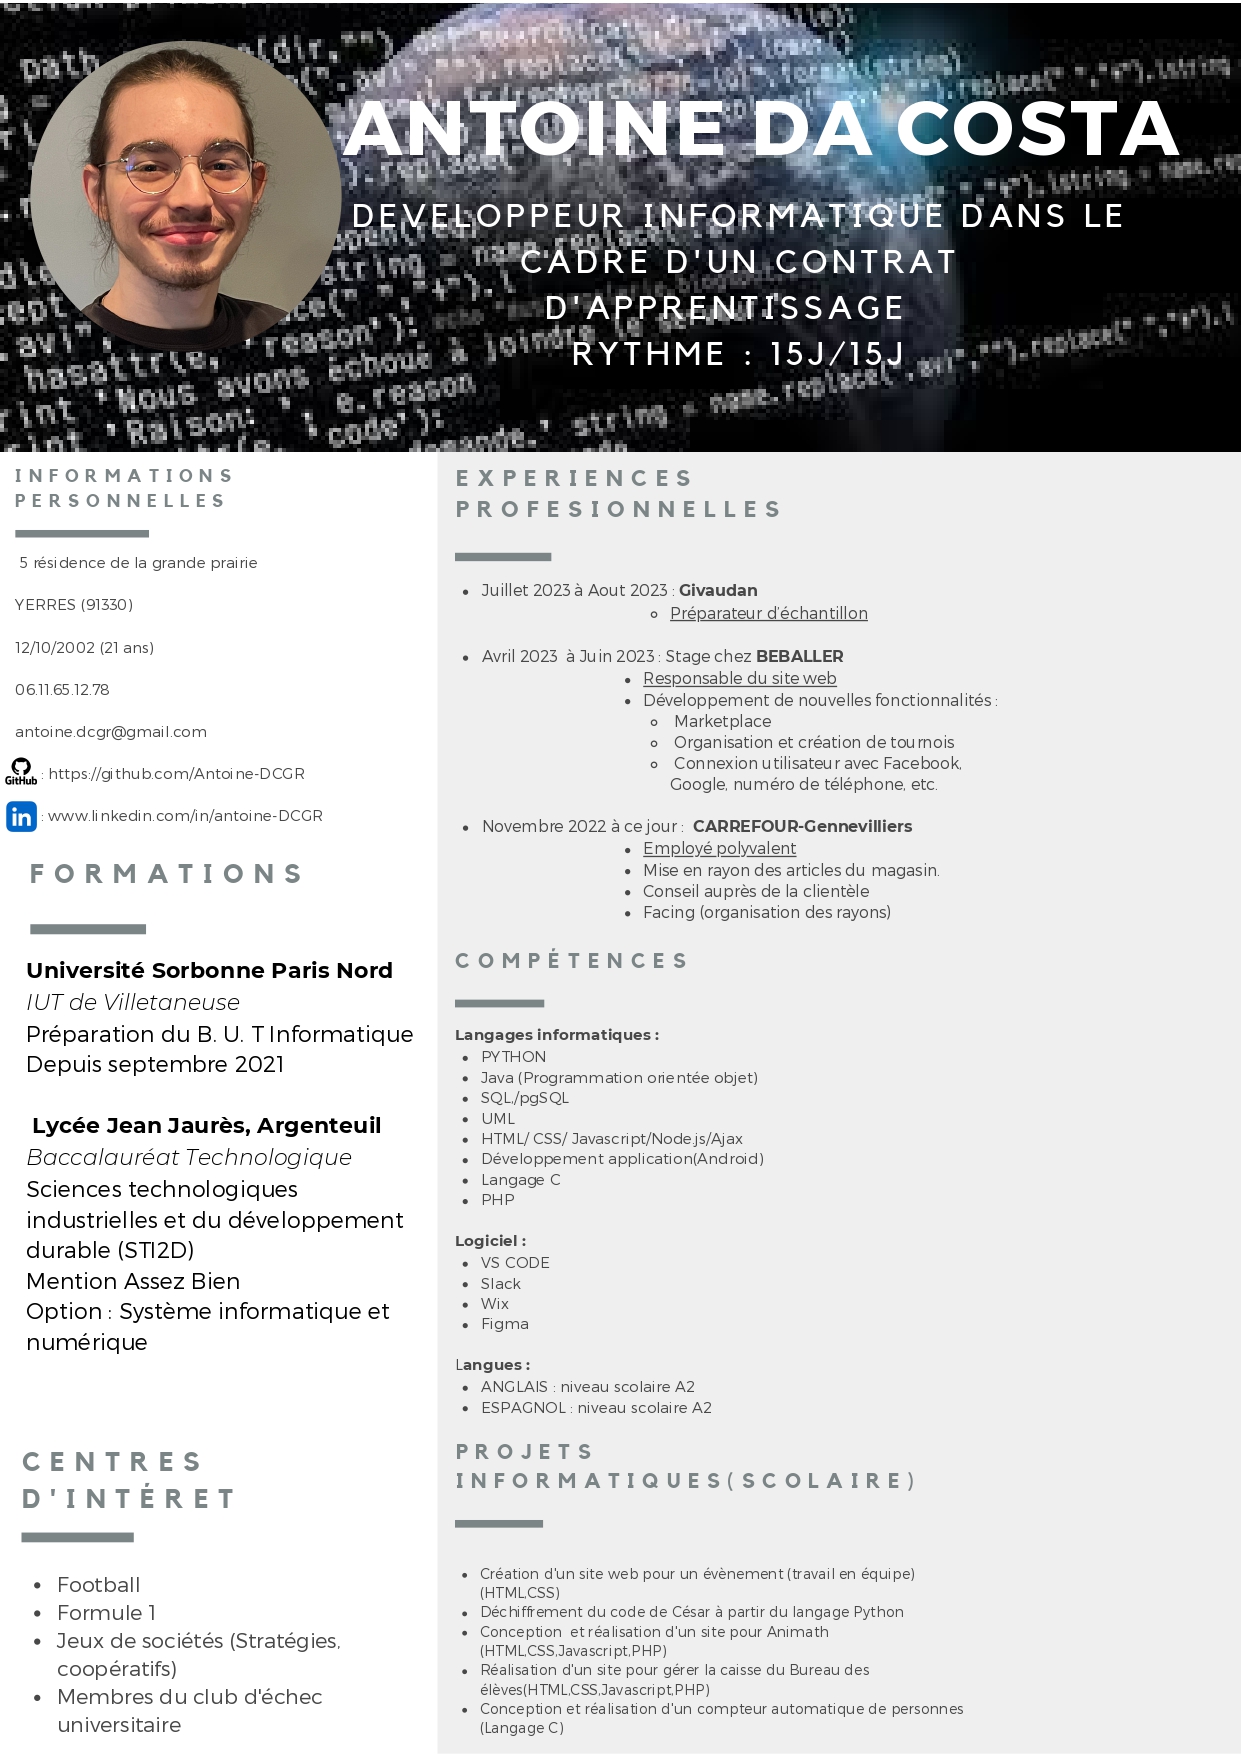 ANTOINE DA COSTA
DEVELOPPEUR INFORMATIQUE DANS LE
CADRE D'UN CONTRAT
D'APPRENTISSAGE
RYTHME : 15J/15J
INFORMATIONS
PERSONNELLES
5 résidence de la grande prairie
YERRES (91330)
12/10/2002 (21 ans)
06.11.65.12.78
antoine.dcgr@gmail.com
GitHub : https://github.com/Antoine-DCGR
in : www.linkedin.com/in/antoine-DCGR
FORMATIONS
Université Sorbonne Paris Nord
IUT de Villetaneuse
Préparation du B. U. T Informatique
Depuis septembre 2021
Lycée Jean Jaurès, Argenteuil
Baccalauréat Technologique
Sciences technologiques
industrielles et du développement
durable (STI2D)
Mention Assez Bien
Option : Système informatique et
numérique
CENTRES
D'INTÉRET
• Football
• Formule 1
• Jeux de sociétés (Stratégies,
coopératifs)
• Membres du club d'échec
universitaire
EXPERIENCES
PROFESIONNELLES
• Juillet 2023 à Aout 2023 : Givaudan
◦ Préparateur d'échantillon
• Avril 2023 à Juin 2023 : Stage chez BEBALLER
• Responsable du site web
• Développement de nouvelles fonctionnalités :
◦ Marketplace
◦ Organisation et création de tournois
◦ Connexion utilisateur avec Facebook,
Google, numéro de téléphone, etc.
• Novembre 2022 à ce jour : CARREFOUR-Gennevilliers
• Employé polyvalent
• Mise en rayon des articles du magasin.
• Conseil auprès de la clientèle
• Facing (organisation des rayons)
COMPÉTENCES
Langages informatiques :
• PYTHON
• Java (Programmation orientée objet)
• SQL,/pgSQL
• UML
• HTML/ CSS/ Javascript/Node.js/Ajax
• Développement application(Android)
• Langage C
• PHP
Logiciel :
• VS CODE
• Slack
• Wix
• Figma
Langues :
• ANGLAIS : niveau scolaire A2
• ESPAGNOL : niveau scolaire A2
PROJETS
INFORMATIQUES(SCOLAIRE)
• Création d'un site web pour un évènement (travail en équipe)
(HTML,CSS)
• Déchiffrement du code de César à partir du langage Python
• Conception et réalisation d'un site pour Animath
(HTML,CSS,Javascript,PHP)
• Réalisation d'un site pour gérer la caisse du Bureau des
élèves(HTML,CSS,Javascript,PHP)
• Conception et réalisation d'un compteur automatique de personnes
(Langage C)